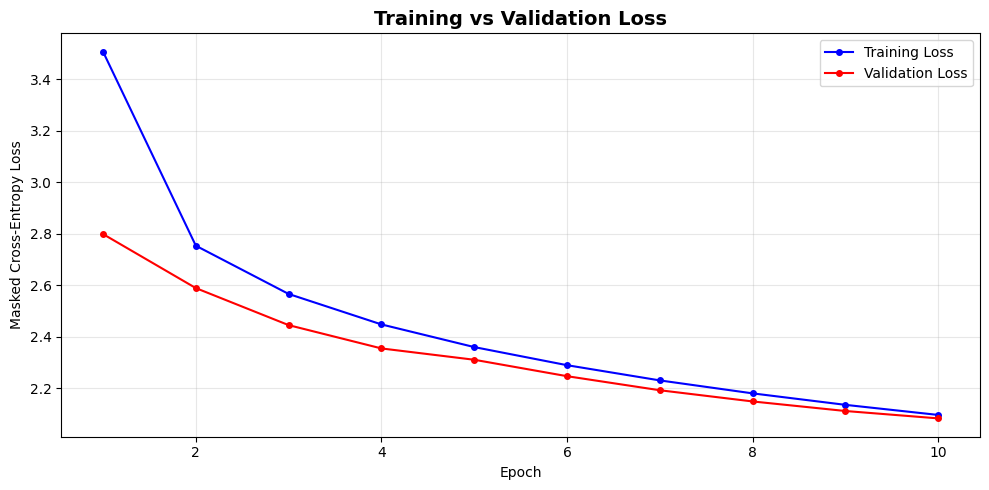 Training vs Validation Loss
Training Loss
Validation Loss
Masked Cross-Entropy Loss
3.4
3.2
3.0
2.8
2.6
2.4
2.2
2 4 6 8 10
Epoch